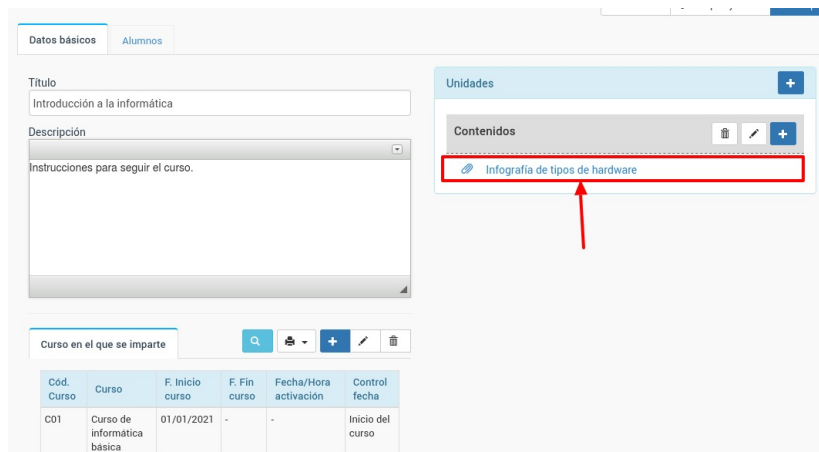 Datos básicos
Alumnos
Título
Introducción a la informática
Descripción
Instrucciones para seguir el curso.
Unidades
Contenidos
Infografía de tipos de hardware
Curso en el que se imparte
Cód. Curso
Curso
F. Inicio curso
F. Fin curso
Fecha/Hora activación
Control fecha
C01
Curso de informática básica
01/01/2021
-
-
Inicio del curso